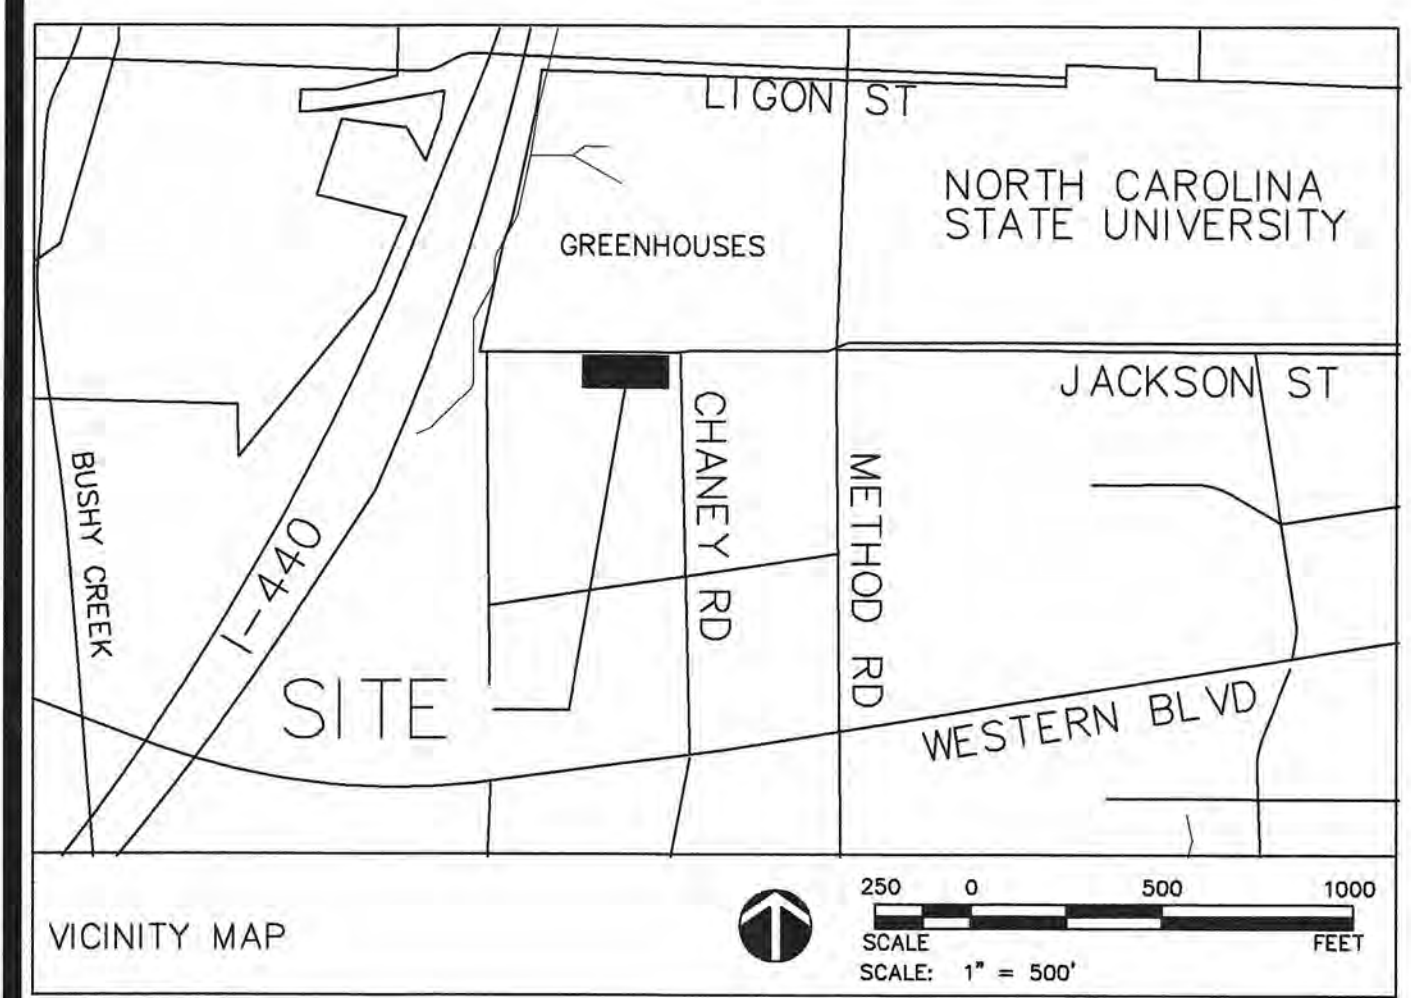 LIGON ST
NORTH CAROLINA
STATE UNIVERSITY
GREENHOUSES
JACKSON ST
CHANEY RD
METHOD RD
BUSHY CREEK
I-440
SITE
WESTERN BLVD
VICINITY MAP
250 0 500 1000
SCALE FEET
SCALE: 1" = 500'